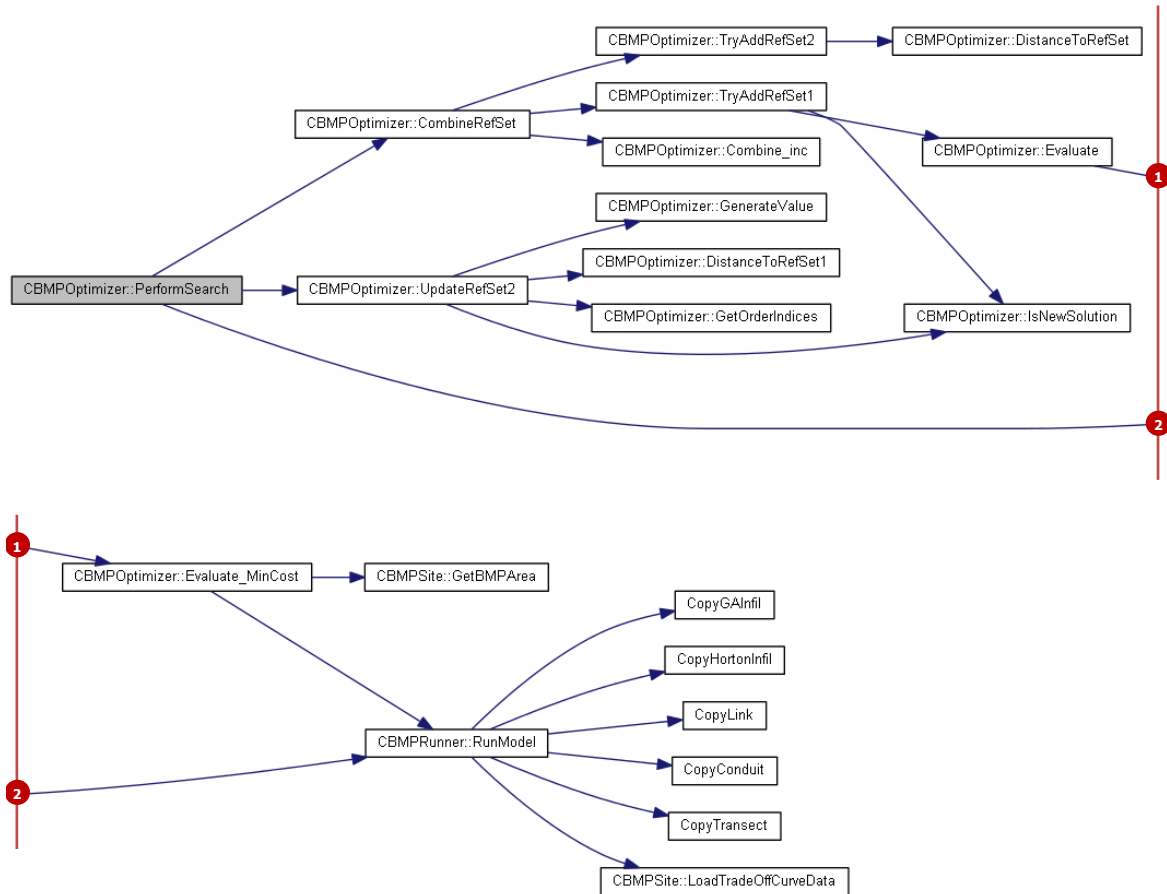 CBMPOptimizer::TryAddRefSet2
CBMPOptimizer::DistanceToRefSet
CBMPOptimizer::TryAddRefSet1
CBMPOptimizer::CombineRefSet
CBMPOptimizer::Combine_inc
CBMPOptimizer::Evaluate
1
CBMPOptimizer::GenerateValue
CBMPOptimizer::DistanceToRefSet1
CBMPOptimizer::PerformSearch
CBMPOptimizer::UpdateRefSet2
CBMPOptimizer::GetOrderIndices
CBMPOptimizer::IsNewSolution
2
1
CBMPOptimizer::Evaluate_MinCost
CBMPSite::GetBMPArea
CopyGAInfil
CopyHortonInfil
CopyLink
CBMPRunner::RunModel
CopyConduit
2
CopyTransect
CBMPSite::LoadTradeOffCurveData